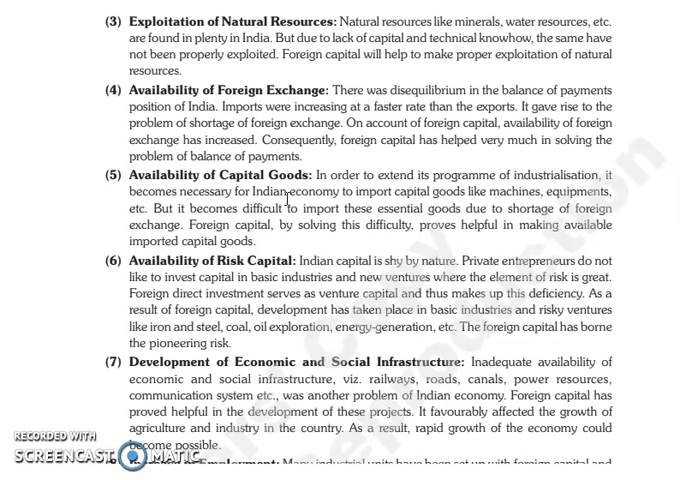 (3) Exploitation of Natural Resources: Natural resources like minerals, water resources, etc.
are found in plenty in India. But due to lack of capital and technical knowhow, the same have
not been properly exploited. Foreign capital will help to make proper exploitation of natural
resources.
(4) Availability of Foreign Exchange: There was disequilibrium in the balance of payments
position of India. Imports were increasing at a faster rate than the exports. It gave rise to the
problem of shortage of foreign exchange. On account of foreign capital, availability of foreign
exchange has increased. Consequently, foreign capital has helped very much in solving the
problem of balance of payments.
(5) Availability of Capital Goods: In order to extend its programme of industrialisation, it
becomes necessary for Indian economy to import capital goods like machines, equipments,
etc. But it becomes difficult to import these essential goods due to shortage of foreign
exchange. Foreign capital, by solving this difficulty, proves helpful in making available
imported capital goods.
(6) Availability of Risk Capital: Indian capital is shy by nature. Private entrepreneurs do not
like to invest capital in basic industries and new ventures where the element of risk is great.
Foreign direct investment serves as venture capital and thus makes up this deficiency. As a
result of foreign capital, development has taken place in basic industries and risky ventures
like iron and steel, coal, oil exploration, energy-generation, etc. The foreign capital has borne
the pioneering risk.
(7) Development of Economic and Social Infrastructure: Inadequate availability of
economic and social infrastructure, viz. railways, roads, canals, power resources,
communication system etc., was another problem of Indian economy. Foreign capital has
proved helpful in the development of these projects. It favourably affected the growth of
agriculture and industry in the country. As a result, rapid growth of the economy could
become possible.
Employment: Many industrial units have been set up with foreign capital and
RECORDED WITH
SCREENCAST MATIC